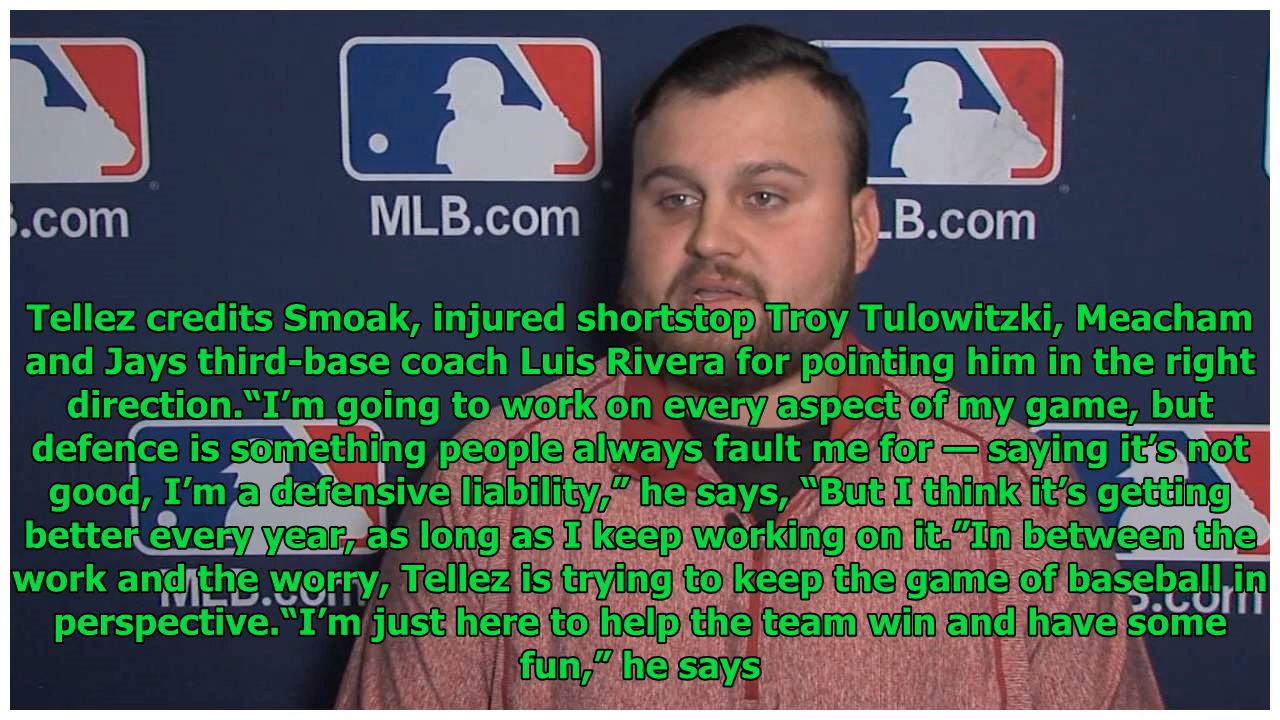 B.com
MLB.com
LB.com
Tellez credits Smoak, injured shortstop Troy Tulowitzki, Meacham
and Jays third-base coach Luis Rivera for pointing him in the right
direction.“I’m going to work on every aspect of my game, but
defence is something people always fault me for — saying it’s not
good, I’m a defensive liability,” he says, “But I think it’s getting
better every year, as long as I keep working on it.”In between the
work and the worry, Tellez is trying to keep the game of baseball in
perspective.“I’m just here to help the team win and have some
fun,” he says
MLB.com
B.com